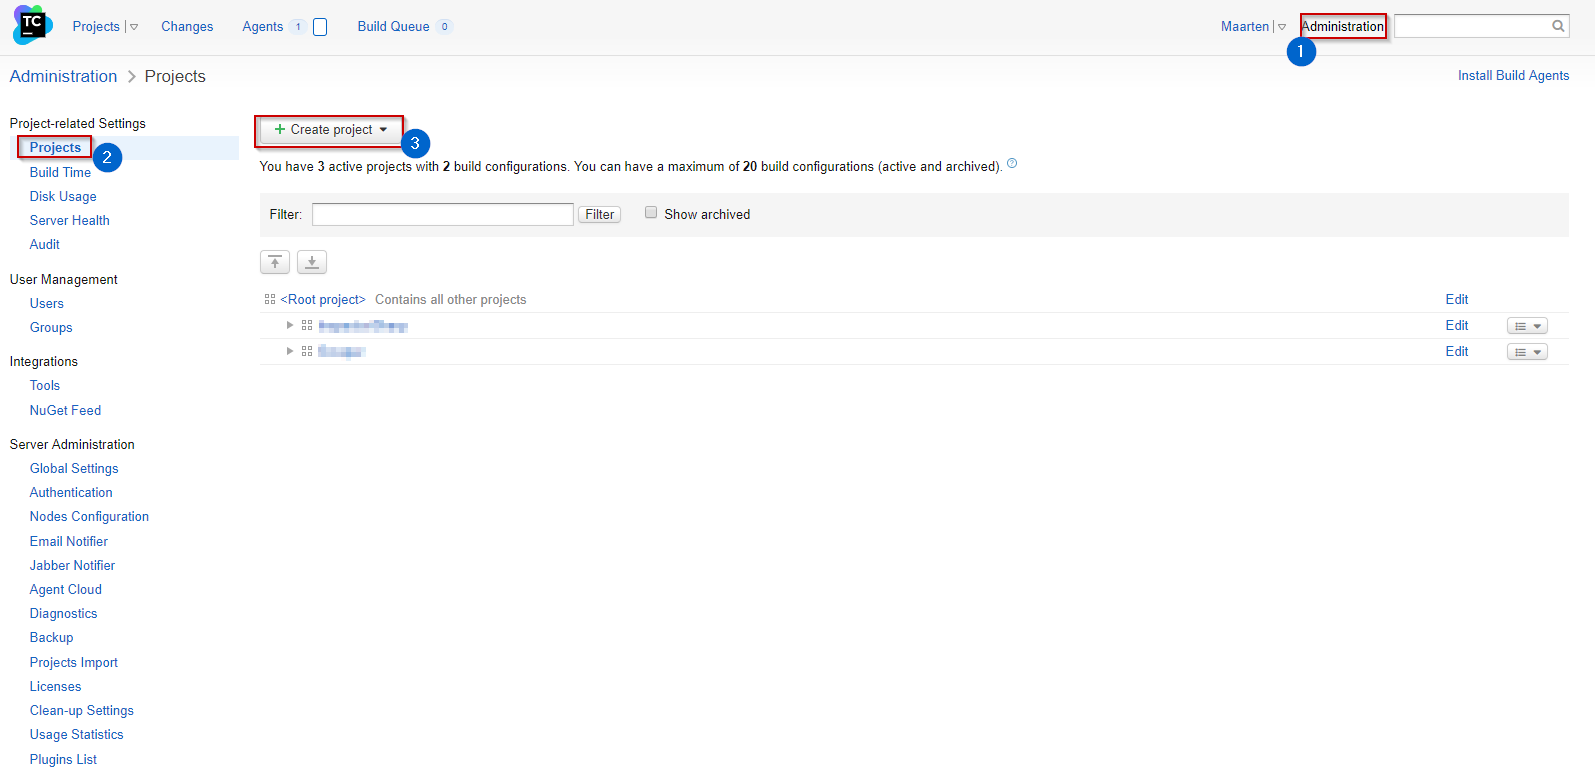 TC
Projects
Changes
Agents 1
Build Queue 0
Maarten
Administration
1
Administration > Projects
Install Build Agents
Project-related Settings
Projects
2
Build Time
Disk Usage
Server Health
Audit
User Management
Users
Groups
Integrations
Tools
NuGet Feed
Server Administration
Global Settings
Authentication
Nodes Configuration
Email Notifier
Jabber Notifier
Agent Cloud
Diagnostics
Backup
Projects Import
Licenses
Clean-up Settings
Usage Statistics
Plugins List
+ Create project
3
You have 3 active projects with 2 build configurations. You can have a maximum of 20 build configurations (active and archived). ?
Filter:
Filter
Show archived
<Root project> Contains all other projects
Edit
Edit
Edit